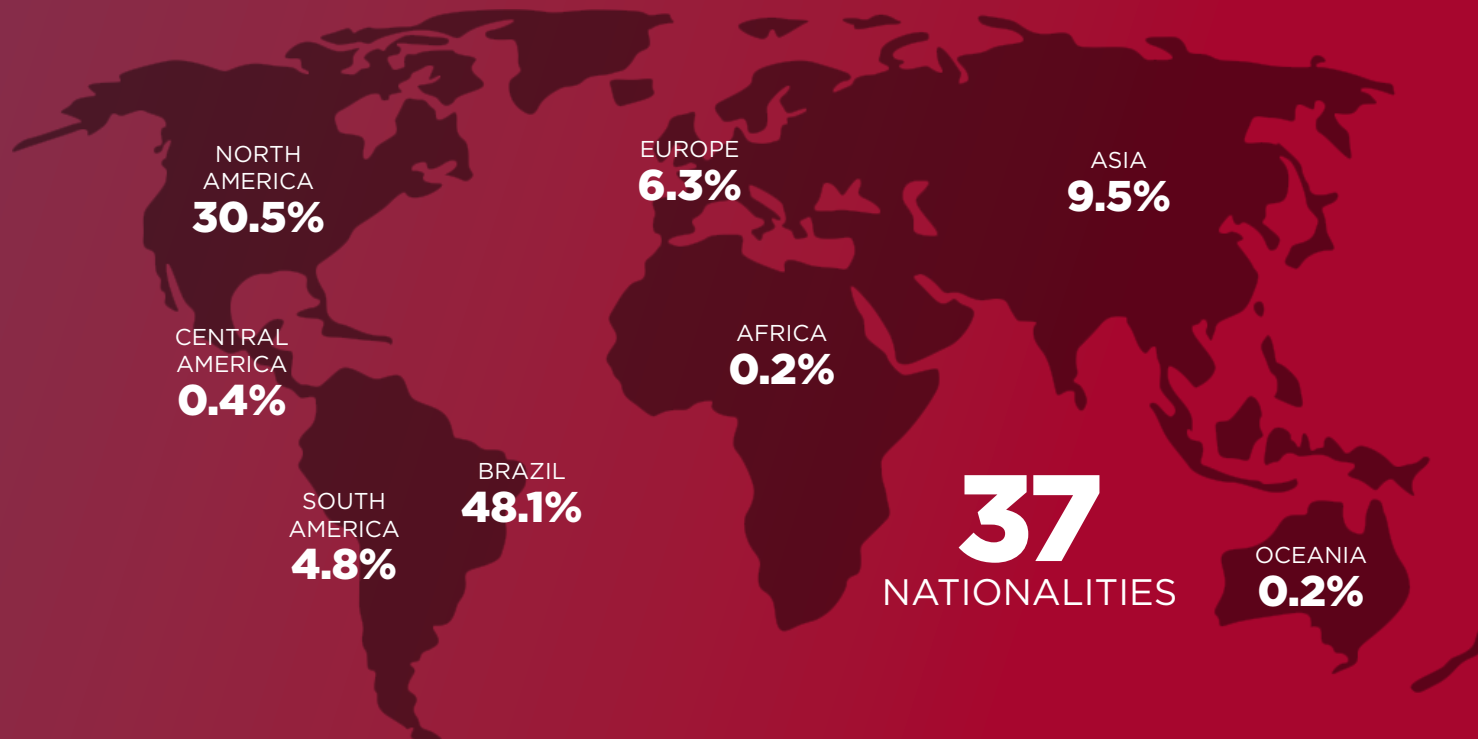 NORTH
AMERICA
30.5%
EUROPE
6.3%
ASIA
9.5%
CENTRAL
AMERICA
0.4%
AFRICA
0.2%
BRAZIL
48.1%
SOUTH
AMERICA
4.8%
37
NATIONALITIES
OCEANIA
0.2%